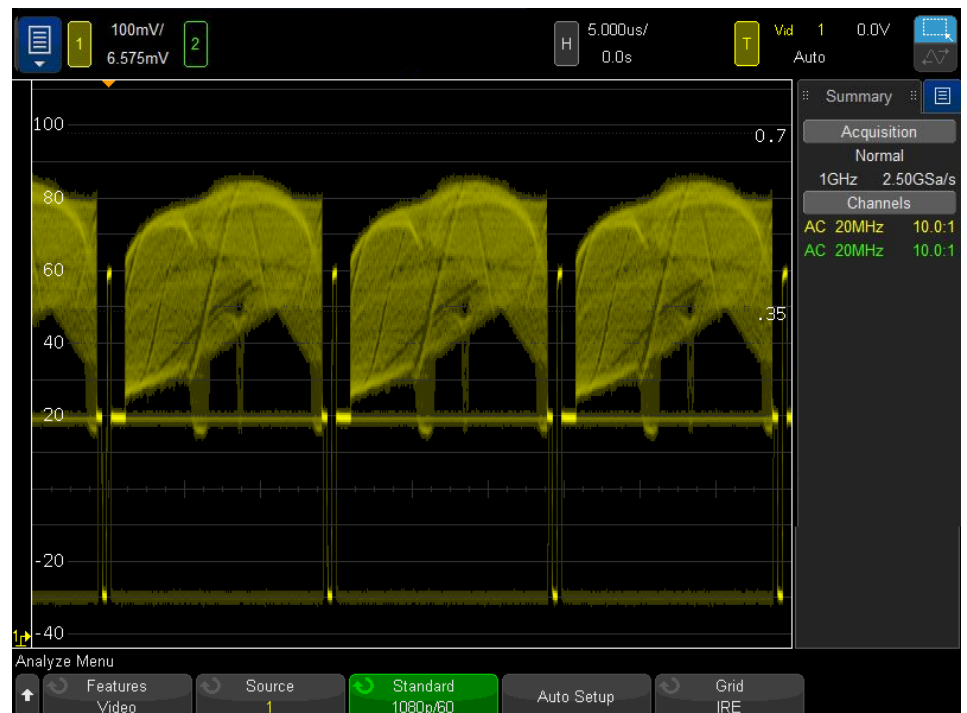 1
100mV/
6.575mV
2
H
5.000us/
0.0s
T
Vid 1 0.0V
Auto
Summary
Acquisition
Normal
1GHz 2.50GSa/s
Channels
AC 20MHz 10.0:1
AC 20MHz 10.0:1
100
0.7
80
60
.35
40
20
-20
-40
1
Analyze Menu
Features
Video
Source
1
Standard
1080p/60
Auto Setup
Grid
IRE